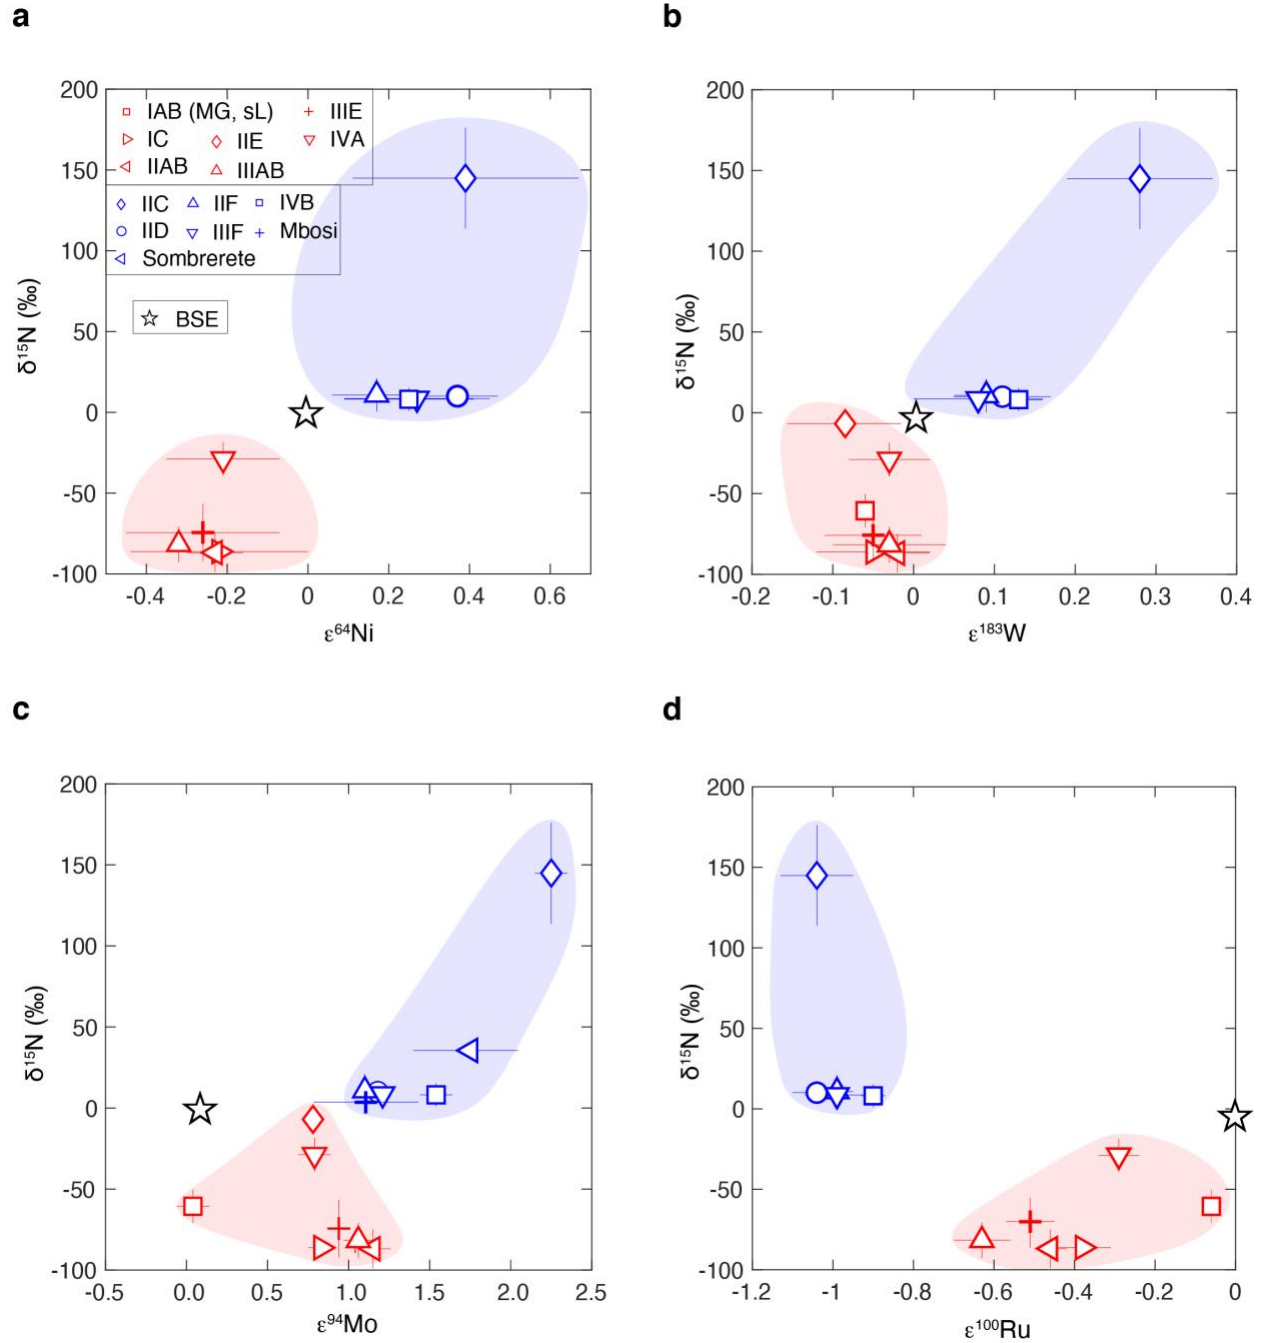 a
200
150
100
50
0
-50
-100
δ¹⁵N (‰)
IAB (MG, sL)
IIIE
IC
IIE
IVA
IIAB
IIIAB
IIC
IIF
IVB
IID
IIIF
Mbosi
Sombrerete
BSE
-0.4 -0.2 0 0.2 0.4 0.6
ε⁶⁴Ni
b
200
150
100
50
0
-50
-100
δ¹⁵N (‰)
-0.2 -0.1 0 0.1 0.2 0.3 0.4
ε¹⁸³W
c
200
150
100
50
0
-50
-100
δ¹⁵N (‰)
-0.5 0.0 0.5 1.0 1.5 2.0 2.5
ε⁹⁴Mo
d
200
150
100
50
0
-50
-100
δ¹⁵N (‰)
-1.2 -1 -0.8 -0.6 -0.4 -0.2 0
ε¹⁰⁰Ru